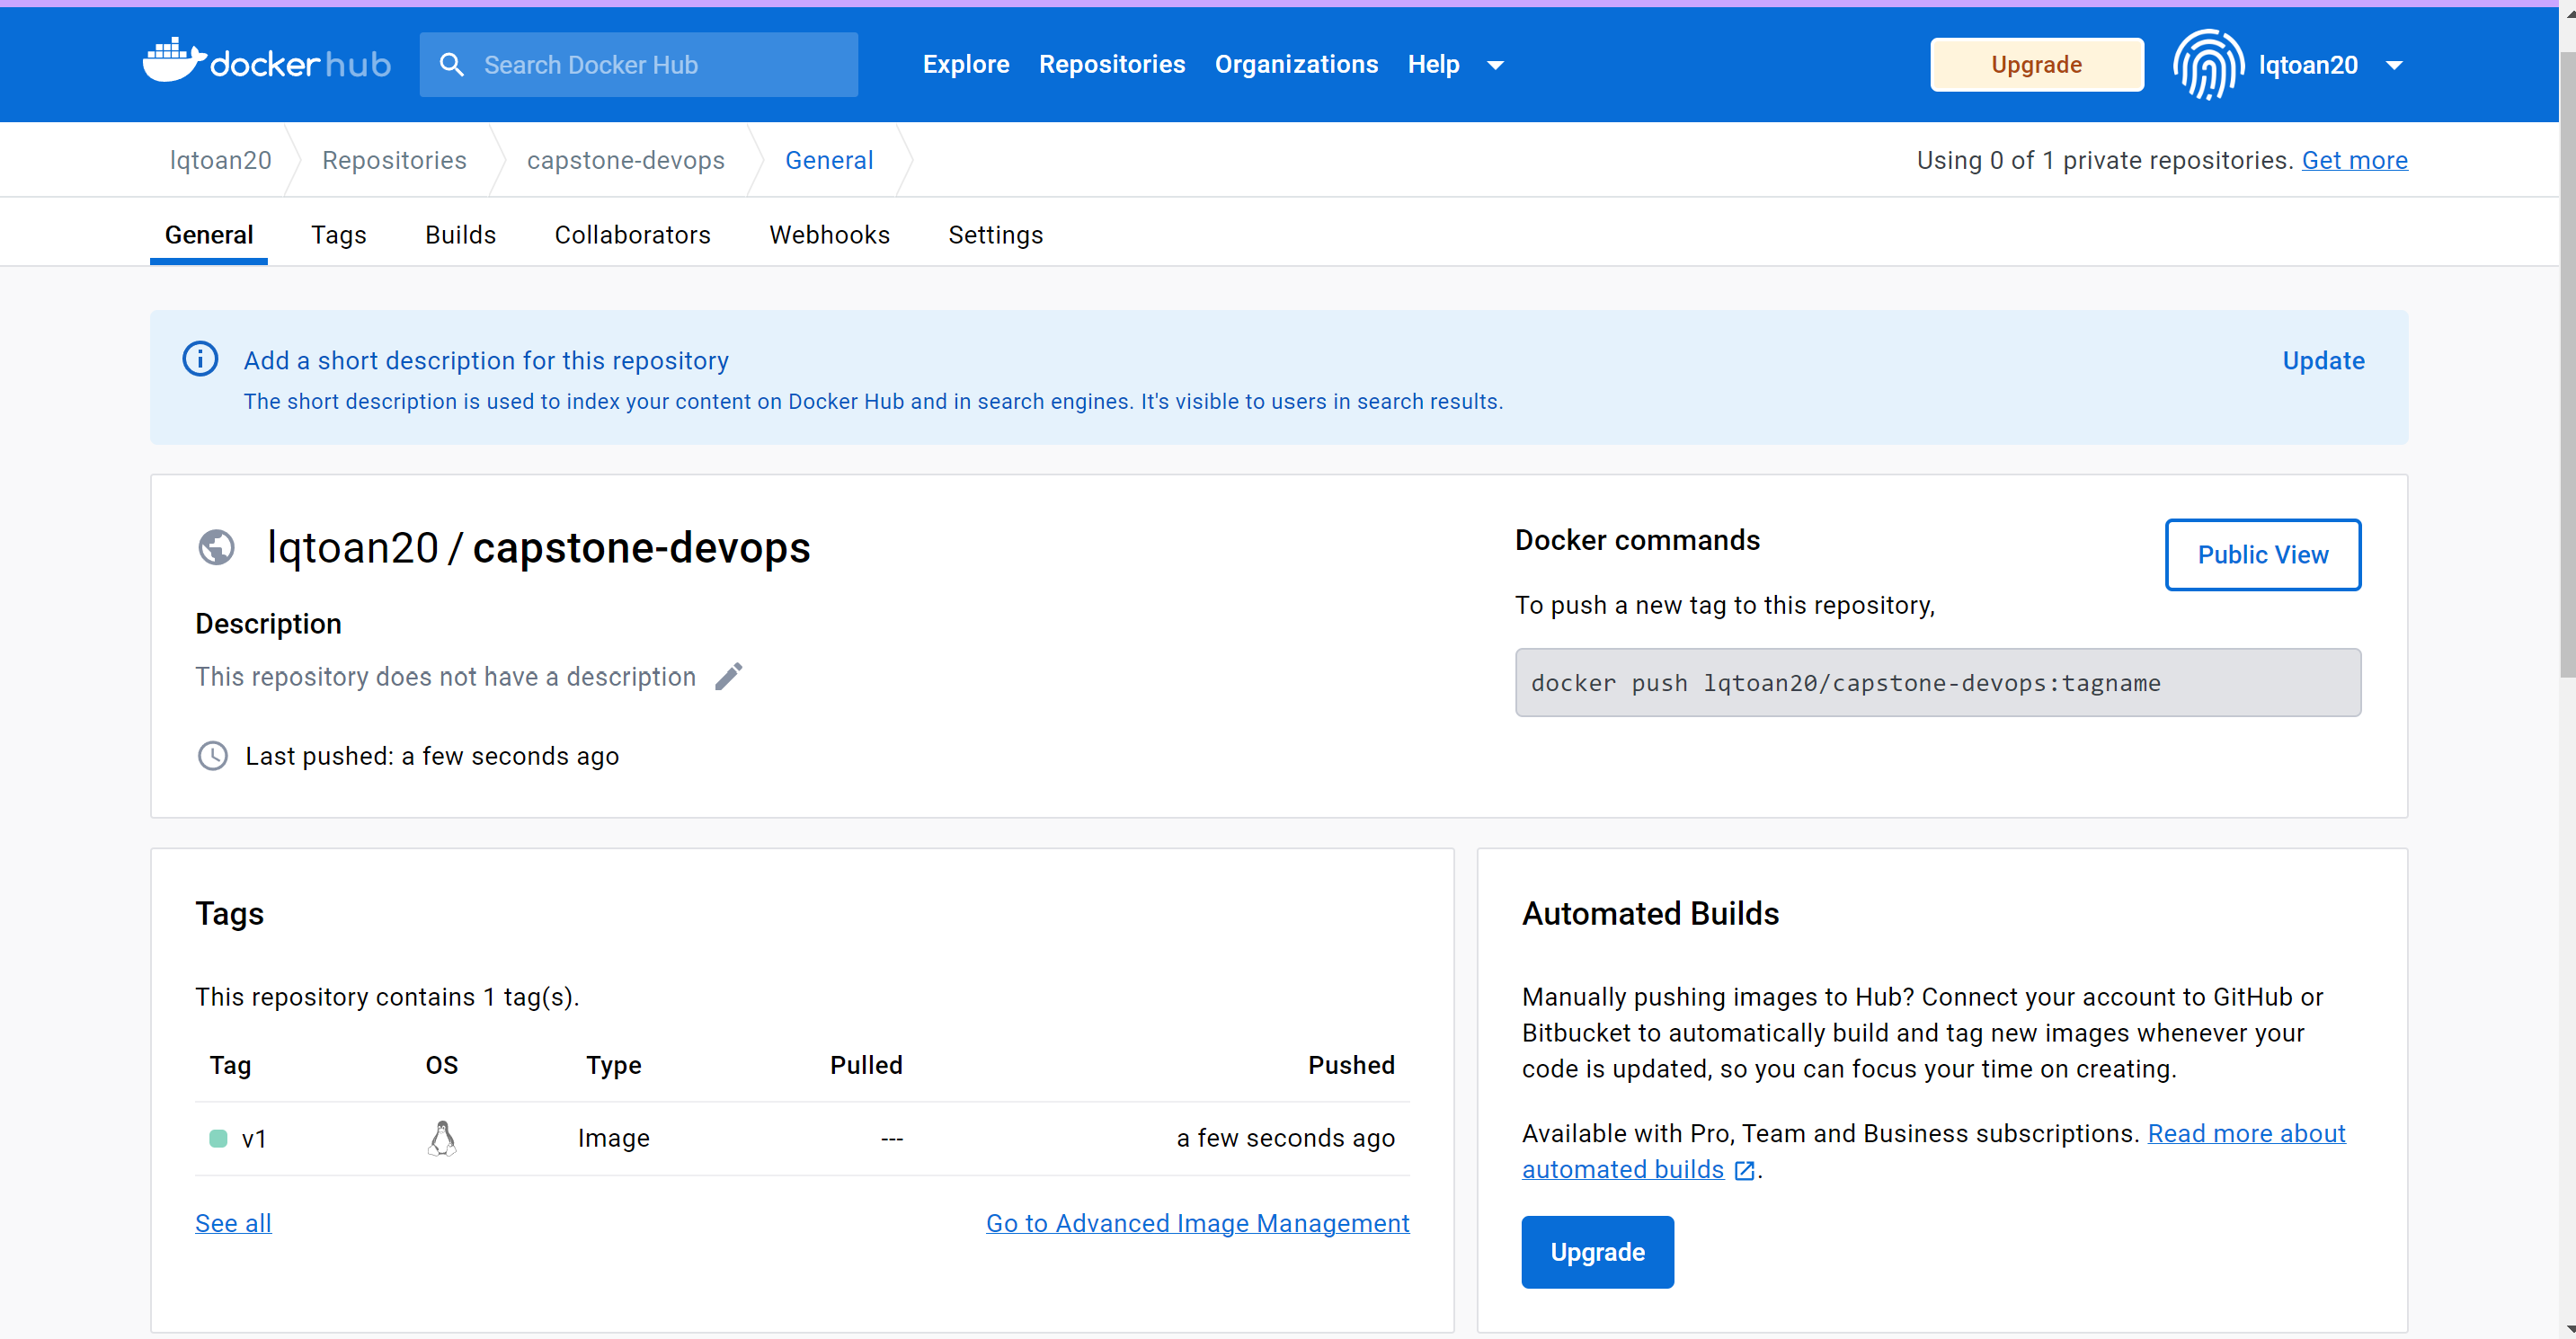 dockerhub Search Docker Hub Explore Repositories Organizations Help Upgrade lqtoan20
lqtoan20 Repositories capstone-devops General Using 0 of 1 private repositories. Get more
General Tags Builds Collaborators Webhooks Settings
Add a short description for this repository Update
The short description is used to index your content on Docker Hub and in search engines. It's visible to users in search results.
lqtoan20 / capstone-devops
Description
This repository does not have a description
Last pushed: a few seconds ago
Docker commands
Public View
To push a new tag to this repository,
docker push lqtoan20/capstone-devops:tagname
Tags
This repository contains 1 tag(s).
Tag OS Type Pulled Pushed
v1 Image --- a few seconds ago
See all Go to Advanced Image Management
Automated Builds
Manually pushing images to Hub? Connect your account to GitHub or
Bitbucket to automatically build and tag new images whenever your
code is updated, so you can focus your time on creating.
Available with Pro, Team and Business subscriptions. Read more about
automated builds .
Upgrade